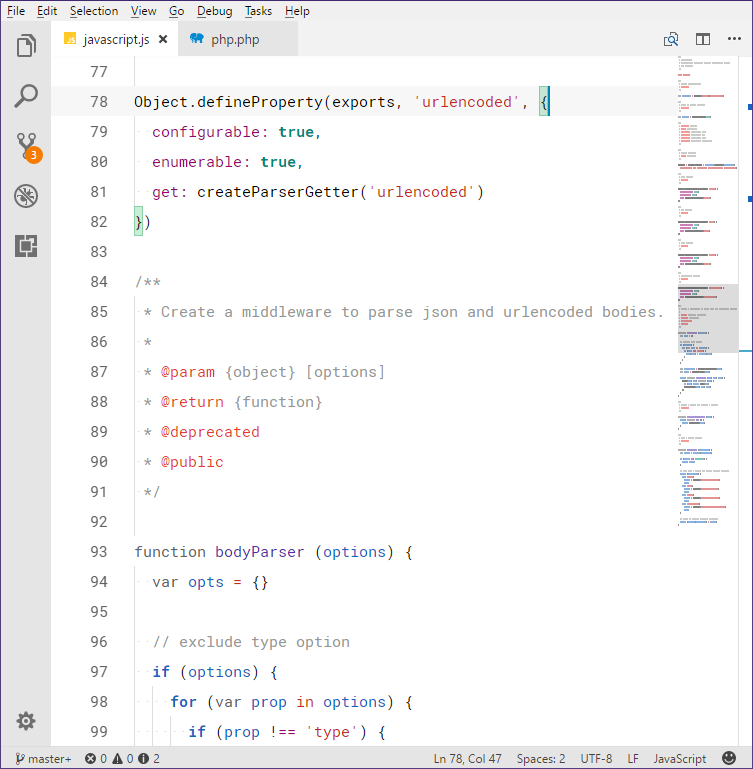 File Edit Selection View Go Debug Tasks Help
JS javascript.js php.php
77
78 Object.defineProperty(exports, 'urlencoded', {
79 configurable: true,
80 enumerable: true,
81 get: createParserGetter('urlencoded')
82 })
83
84 /**
85 * Create a middleware to parse json and urlencoded bodies.
86 *
87 * @param {object} [options]
88 * @return {function}
89 * @deprecated
90 * @public
91 */
92
93 function bodyParser (options) {
94 var opts = {}
95
96 // exclude type option
97 if (options) {
98 for (var prop in options) {
99 if (prop !== 'type') {
3
master+ 0 0 2 Ln 78, Col 47 Spaces: 2 UTF-8 LF JavaScript